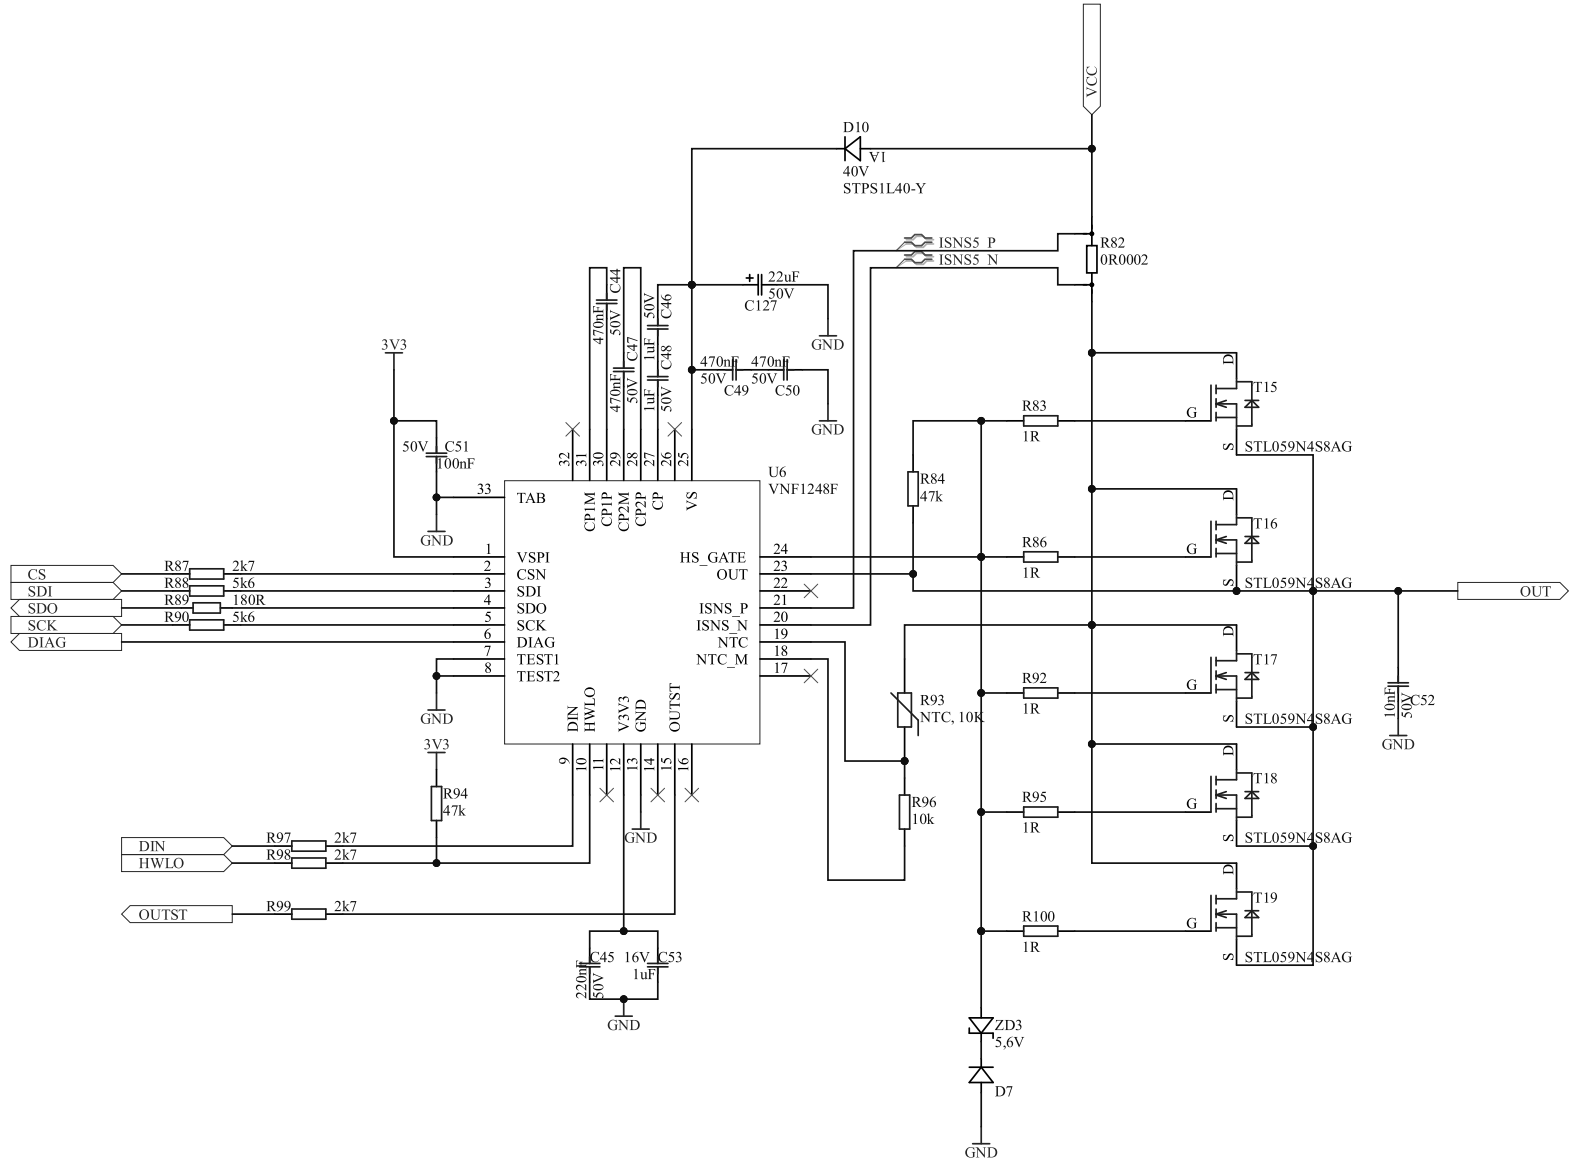 VCC
D10
1A
40V
STPS1L40-Y
ISNS5_P
ISNS5_N
R82
0R0002
22uF
50V
C127
GND
C44
470nF
50V
C47
470nF
50V
50V
C46
1uF
C48
1uF
50V
470nF
50V
C49
470nF
50V
C50
GND
3V3
50V
C51
100nF
GND
32
31
30
29
28
27
26
25
U6
VNF1248F
33
TAB
CP1M
CP1P
CP2M
CP2P
CP
VS
1
VSPI
2
CSN
3
SDI
4
SDO
5
SCK
6
DIAG
7
TEST1
8
TEST2
HS_GATE
24
OUT
23
22
ISNS_P
21
ISNS_N
20
NTC
19
NTC_M
18
17
DIN
HWLO
V3V3
GND
OUTST
9
10
11
12
13
14
15
16
CS
R87
2k7
SDI
R88
5k6
SDO
R89
180R
SCK
R90
5k6
DIAG
GND
3V3
R94
47k
DIN
R97
2k7
HWLO
R98
2k7
OUTST
R99
2k7
GND
C45
220nF
50V
16V
C53
1uF
GND
R84
47k
R93
NTC, 10K
R96
10k
R83
1R
G
D
S
T15
STL059N4S8AG
R86
1R
G
D
S
T16
STL059N4S8AG
R92
1R
G
D
S
T17
STL059N4S8AG
R95
1R
G
D
S
T18
STL059N4S8AG
R100
1R
G
D
S
T19
STL059N4S8AG
OUT
10nF
50V
C52
GND
ZD3
5,6V
D7
GND